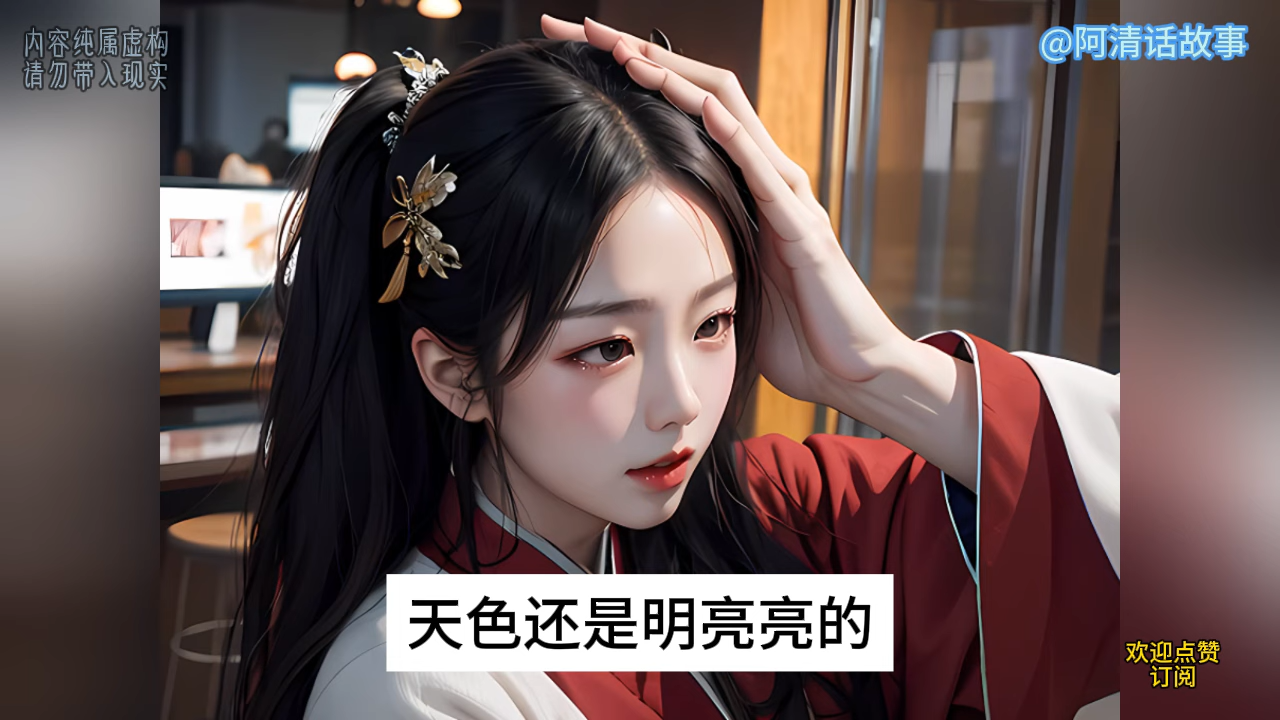 内容纯属虚构
请勿带入现实
@阿清话故事
天色还是明亮亮的
欢迎点赞
订阅